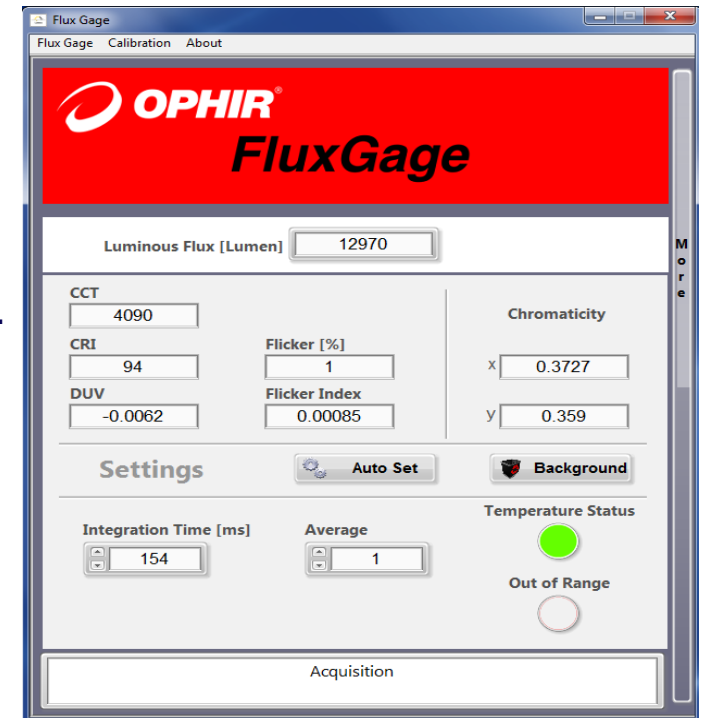 Flux Gage
Flux Gage Calibration About
OPHIR®
FluxGage
Luminous Flux [Lumen] 12970
More
CCT
4090
Chromaticity
CRI
94
Flicker [%]
1
x 0.3727
DUV
-0.0062
Flicker Index
0.00085
y 0.359
Settings
Auto Set
Background
Temperature Status
Integration Time [ms]
154
Average
1
Out of Range
Acquisition